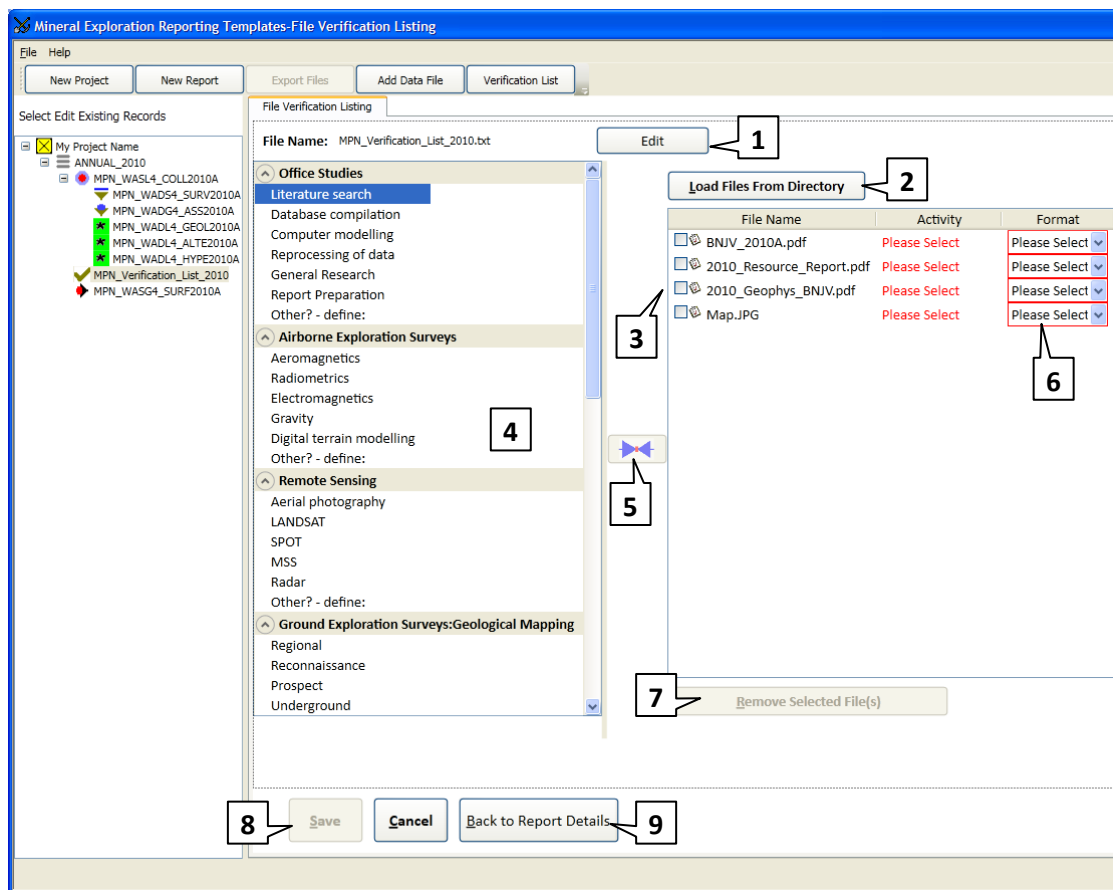 Mineral Exploration Reporting Templates-File Verification Listing
File Help
New Project New Report Export Files Add Data File Verification List
Select Edit Existing Records
My Project Name
ANNUAL_2010
MPN_WASL4_COLL2010A
MPN_WADS4_SURV2010A
MPN_WADG4_ASS2010A
MPN_WADL4_GEOL2010A
MPN_WADL4_ALTE2010A
MPN_WADL4_HYPE2010A
MPN_Verification_List_2010
MPN_WASG4_SURF2010A
File Verification Listing
File Name: MPN_Verification_List_2010.txt
Edit
1
Office Studies
Literature search
Database compilation
Computer modelling
Reprocessing of data
General Research
Report Preparation
Other? - define:
Airborne Exploration Surveys
Aeromagnetics
Radiometrics
Electromagnetics
Gravity
Digital terrain modelling
Other? - define:
4
Remote Sensing
Aerial photography
LANDSAT
SPOT
MSS
Radar
Other? - define:
Ground Exploration Surveys:Geological Mapping
Regional
Reconnaissance
Prospect
Underground
5
Load Files From Directory
2
File Name Activity Format
BNJV_2010A.pdf Please Select Please Select
2010_Resource_Report.pdf Please Select Please Select
2010_Geophys_BNJV.pdf Please Select Please Select
Map.JPG Please Select Please Select
3
6
7
Remove Selected File(s)
8
Save Cancel Back to Report Details
9